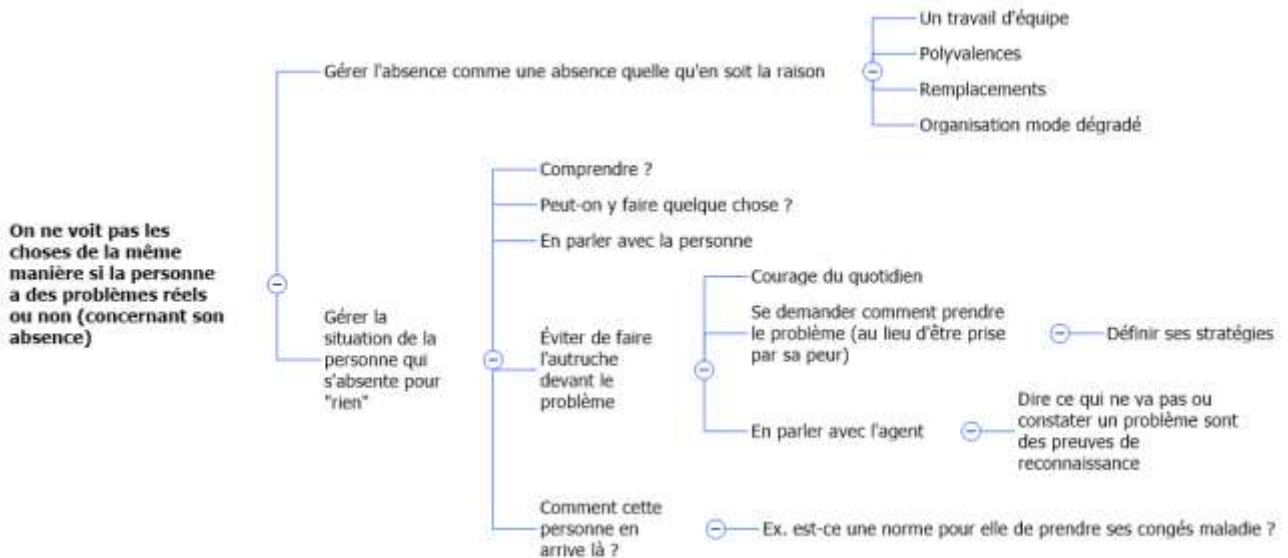 On ne voit pas les
choses de la même
manière si la personne
a des problèmes réels
ou non (concernant son
absence)
Gérer l'absence comme une absence quelle qu'en soit la raison
Un travail d'équipe
Polyvalences
Remplacements
Organisation mode dégradé
Gérer la
situation de la
personne qui
s'absente pour
"rien"
Comprendre ?
Peut-on y faire quelque chose ?
En parler avec la personne
Éviter de faire
l'autruche
devant le
problème
Courage du quotidien
Se demander comment prendre
le problème (au lieu d'être prise
par sa peur)
Définir ses stratégies
En parler avec l'agent
Dire ce qui ne va pas ou
constater un problème sont
des preuves de
reconnaissance
Comment cette
personne en
arrive là ?
Ex. est-ce une norme pour elle de prendre ses congés maladie ?